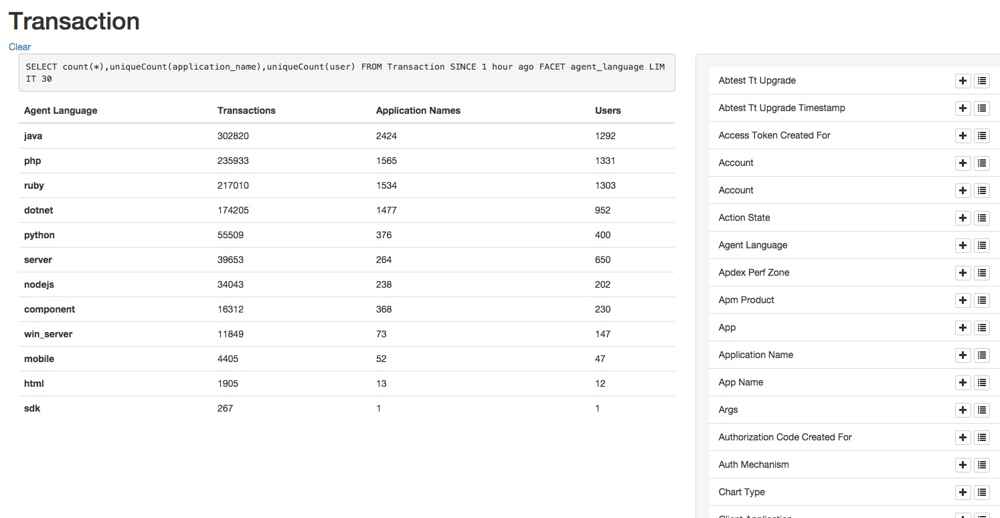 Transaction
Clear
SELECT count(*),uniqueCount(application_name),uniqueCount(user) FROM Transaction SINCE 1 hour ago FACET agent_language LIM
IT 30
Agent Language Transactions Application Names Users
java 302820 2424 1292
php 235933 1565 1331
ruby 217010 1534 1303
dotnet 174205 1477 952
python 55509 376 400
server 39653 264 650
nodejs 34043 238 202
component 16312 368 230
win_server 11849 73 147
mobile 4405 52 47
html 1905 13 12
sdk 267 1 1
Abtest Tt Upgrade
Abtest Tt Upgrade Timestamp
Access Token Created For
Account
Account
Action State
Agent Language
Apdex Perf Zone
Apm Product
App
Application Name
App Name
Args
Authorization Code Created For
Auth Mechanism
Chart Type
Client Application